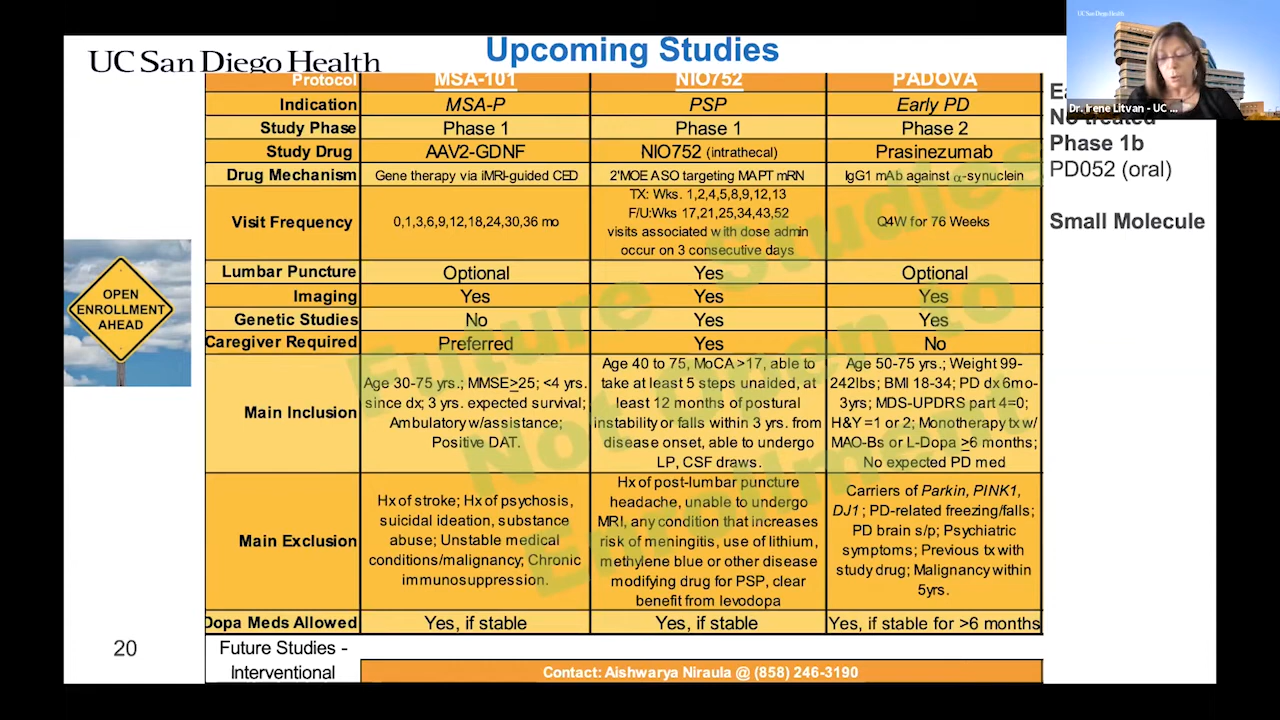 UC San Diego Health
Upcoming Studies
UC San Diego Health
Dr. Irene Litvan - UC ...
Protocol MSA-101 NIO752 PADOVA
Indication MSA-P PSP Early PD
Study Phase Phase 1 Phase 1 Phase 2
Study Drug AAV2-GDNF NIO752 (intrathecal) Prasinezumab
Drug Mechanism Gene therapy via iMRI-guided CED 2'MOE ASO targeting MAPT mRN IgG1 mAb against α-synuclein
Visit Frequency
0,1,3,6,9,12,18,24,30,36 mo
TX: Wks. 1,2,4,5,8,9,12,13
F/U:Wks 17,21,25,34,43,52
visits associated with dose admin
occur on 3 consecutive days
Q4W for 76 Weeks
Lumbar Puncture Optional Yes Optional
Imaging Yes Yes Yes
Genetic Studies No Yes Yes
Caregiver Required Preferred Yes No
Main Inclusion
Age 30-75 yrs.; MMSE≥25; <4 yrs.
since dx; 3 yrs. expected survival;
Ambulatory w/assistance;
Positive DAT.
Age 40 to 75, MoCA >17, able to
take at least 5 steps unaided, at
least 12 months of postural
instability or falls within 3 yrs. from
disease onset, able to undergo
LP, CSF draws.
Age 50-75 yrs.; Weight 99-
242lbs; BMI 18-34; PD dx 6mo-
3yrs; MDS-UPDRS part 4=0;
H&Y =1 or 2; Monotherapy tx w/
MAO-Bs or L-Dopa ≥6 months;
No expected PD med
Main Exclusion
Hx of stroke; Hx of psychosis,
suicidal ideation, substance
abuse; Unstable medical
conditions/malignancy; Chronic
immunosuppression.
Hx of post-lumbar puncture
headache, unable to undergo
MRI, any condition that increases
risk of meningitis, use of lithium,
methylene blue or other disease
modifying drug for PSP, clear
benefit from levodopa
Carriers of Parkin, PINK1,
DJ1 ; PD-related freezing/falls;
PD brain s/p; Psychiatric
symptoms; Previous tx with
study drug; Malignancy within
5yrs.
Dopa Meds Allowed Yes, if stable Yes, if stable Yes, if stable for >6 months
Future Studies
Not Open to
Enrollment
OPEN
ENROLLMENT
AHEAD
No treated
Phase 1b
PD052 (oral)
Small Molecule
20
Future Studies -
Interventional
Contact: Aishwarya Niraula @ (858) 246-3190